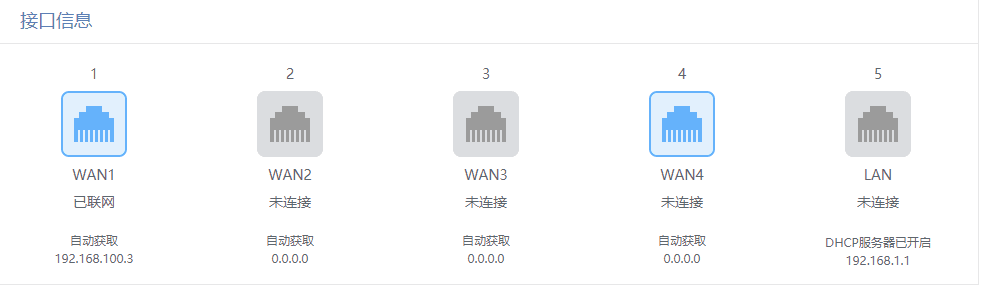 接口信息
1 2 3 4 5
WAN1 WAN2 WAN3 WAN4 LAN
已联网 未连接 未连接 未连接 未连接
自动获取 自动获取 自动获取 自动获取 DHCP服务器已开启
192.168.100.3 0.0.0.0 0.0.0.0 0.0.0.0 192.168.1.1